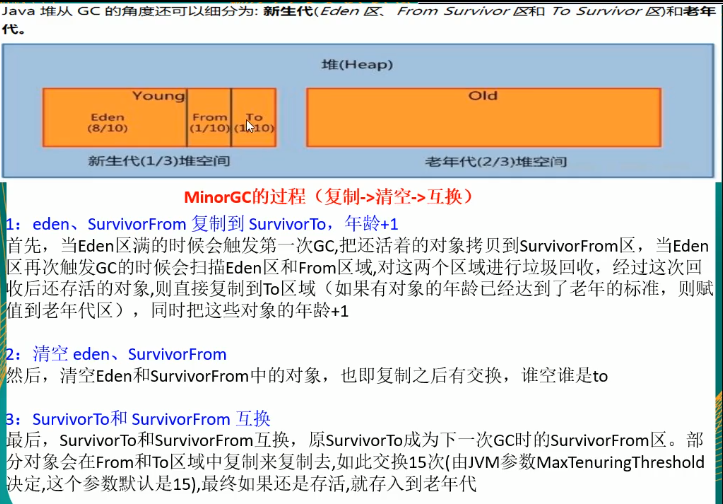 Java 堆从 GC 的角度还可以细分为: 新生代(Eden 区、From Survivor 区和 To Survivor 区)和老年
代。
堆(Heap)
Young
Old
Eden
From
To
(8/10)
(1/10)
(1/10)
新生代(1/3)堆空间
老年代(2/3)堆空间
MinorGC的过程（复制->清空->互换）
1：eden、SurvivorFrom 复制到 SurvivorTo，年龄+1
首先，当Eden区满的时候会触发第一次GC,把还活着的对象拷贝到SurvivorFrom区，当Eden
区再次触发GC的时候会扫描Eden区和From区域,对这两个区域进行垃圾回收，经过这次回
收后还存活的对象,则直接复制到To区域（如果有对象的年龄已经达到了老年的标准，则赋
值到老年代区），同时把这些对象的年龄+1
2：清空 eden、SurvivorFrom
然后，清空Eden和SurvivorFrom中的对象，也即复制之后有交换，谁空谁是to
3：SurvivorTo和 SurvivorFrom 互换
最后，SurvivorTo和SurvivorFrom互换，原SurvivorTo成为下一次GC时的SurvivorFrom区。部
分对象会在From和To区域中复制来复制去,如此交换15次(由JVM参数MaxTenuringThreshold
决定,这个参数默认是15),最终如果还是存活,就存入到老年代